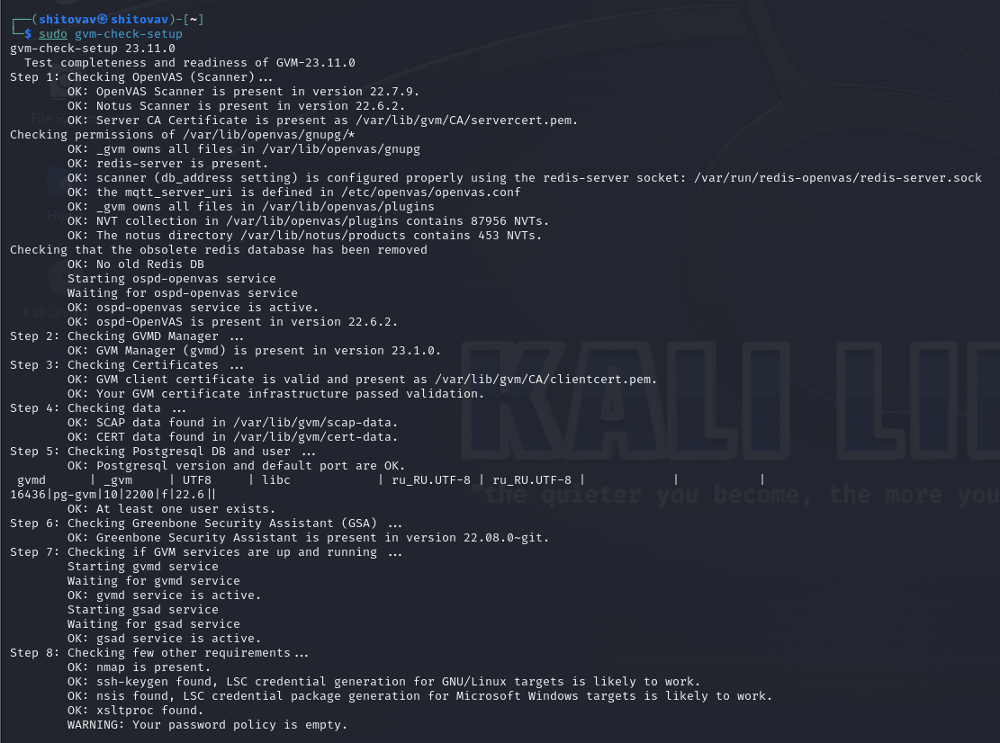 ┌──(shitovav㉿shitovav)-[~]
└─$ sudo gvm-check-setup
gvm-check-setup 23.11.0
  Test completeness and readiness of GVM-23.11.0
Step 1: Checking OpenVAS (Scanner)...
        OK: OpenVAS Scanner is present in version 22.7.9.
        OK: Notus Scanner is present in version 22.6.2.
        OK: Server CA Certificate is present as /var/lib/gvm/CA/servercert.pem.
Checking permissions of /var/lib/openvas/gnupg/*
        OK: _gvm owns all files in /var/lib/openvas/gnupg
        OK: redis-server is present.
        OK: scanner (db_address setting) is configured properly using the redis-server socket: /var/run/redis-openvas/redis-server.sock
        OK: the mqtt_server_uri is defined in /etc/openvas/openvas.conf
        OK: _gvm owns all files in /var/lib/openvas/plugins
        OK: NVT collection in /var/lib/openvas/plugins contains 87956 NVTs.
        OK: The notus directory /var/lib/notus/products contains 453 NVTs.
Checking that the obsolete redis database has been removed
        OK: No old Redis DB
        Starting ospd-openvas service
        Waiting for ospd-openvas service
        OK: ospd-openvas service is active.
        OK: ospd-OpenVAS is present in version 22.6.2.
Step 2: Checking GVMD Manager ...
        OK: GVM Manager (gvmd) is present in version 23.1.0.
Step 3: Checking Certificates ...
        OK: GVM client certificate is valid and present as /var/lib/gvm/CA/clientcert.pem.
        OK: Your GVM certificate infrastructure passed validation.
Step 4: Checking data ...
        OK: SCAP data found in /var/lib/gvm/scap-data.
        OK: CERT data found in /var/lib/gvm/cert-data.
Step 5: Checking Postgresql DB and user ...
        OK: Postgresql version and default port are OK.
 gvmd      | _gvm     | UTF8     | libc            | ru_RU.UTF-8 | ru_RU.UTF-8 |            |           |
16436|pg-gvm|10|2200|f|22.6||
        OK: At least one user exists.
Step 6: Checking Greenbone Security Assistant (GSA) ...
        OK: Greenbone Security Assistant is present in version 22.08.0~git.
Step 7: Checking if GVM services are up and running ...
        Starting gvmd service
        Waiting for gvmd service
        OK: gvmd service is active.
        Starting gsad service
        Waiting for gsad service
        OK: gsad service is active.
Step 8: Checking few other requirements...
        OK: nmap is present.
        OK: ssh-keygen found, LSC credential generation for GNU/Linux targets is likely to work.
        OK: nsis found, LSC credential package generation for Microsoft Windows targets is likely to work.
        OK: xsltproc found.
        WARNING: Your password policy is empty.
KALI LI
"the quieter you become, the more you